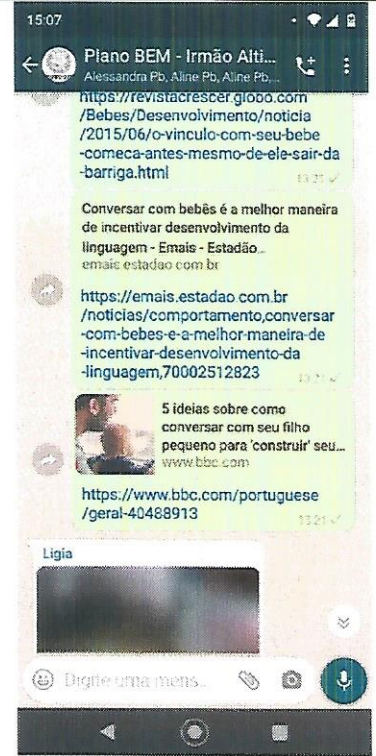 15:07
Plano BEM - Irmão Alti...
Alessandra Pb, Aline Pb, Aline Pb,...
https://revistacrescer.globo.com
/Bebes/Desenvolvimento/noticia
/2015/06/o-vinculo-com-seu-bebe
-comeca-antes-mesmo-de-ele-sair-da
-barriga.html
Conversar com bebês é a melhor maneira
de incentivar desenvolvimento da
linguagem - Emais - Estadão...
emais.estadao.com.br
https://emais.estadao.com.br
/noticias/comportamento,conversar
-com-bebes-e-a-melhor-maneira-de
-incentivar-desenvolvimento-da
-linguagem,70002512823
13:21
5 ideias sobre como
conversar com seu filho
pequeno para 'construir' seu...
www.bbc.com
https://www.bbc.com/portuguese
/geral-40488913
13:21
Ligia
Digite uma mens...